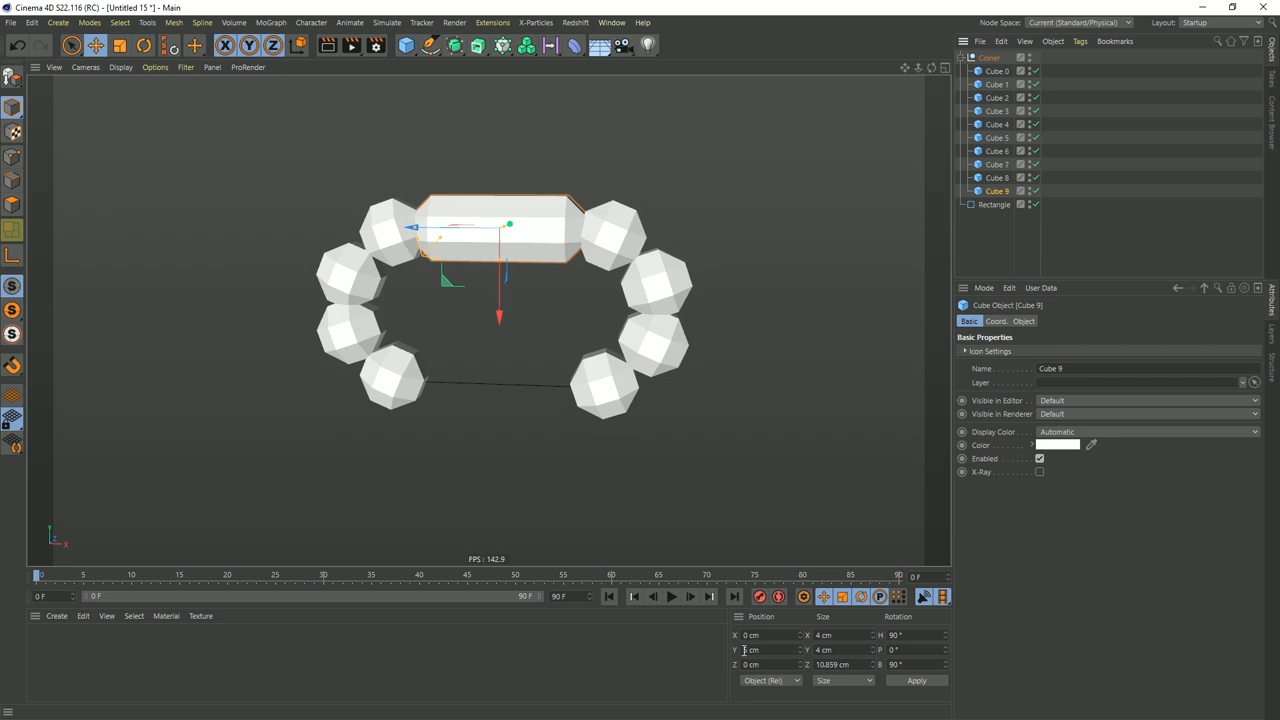 Cinema 4D S22.116 (RC) - [Untitled 15 *] - Main
File Edit Create Modes Select Tools Mesh Spline Volume MoGraph Character Animate Simulate Tracker Render Extensions X-Particles Redshift Window Help Node Space: Current (Standard/Physical) Layout: Startup
X Y Z
File Edit View Object Tags Bookmarks
View Cameras Display Options Filter Panel ProRender
Cloner
Cube 0
Cube 1
Cube 2
Cube 3
Cube 4
Cube 5
Cube 6
Cube 7
Cube 8
Cube 9
Rectangle
Objects
Takes
Content Browser
Mode Edit User Data
Cube Object [Cube 9]
Basic Coord. Object
Basic Properties
Icon Settings
Name Cube 9
Layer
Visible in Editor Default
Visible in Renderer Default
Display Color Automatic
Color
Enabled
X-Ray
Attributes
Layers
Structure
Y
Z
X
FPS : 142.9
0 5 10 15 20 25 30 35 40 45 50 55 60 65 70 75 80 85 90 0 F
0 F 0 F 90 F 90 F
Create Edit View Select Material Texture
Position Size Rotation
X 0 cm X 4 cm H 90 °
Y cm Y 4 cm P 0 °
Z 0 cm Z 10.859 cm B 90 °
Object (Rel) Size Apply